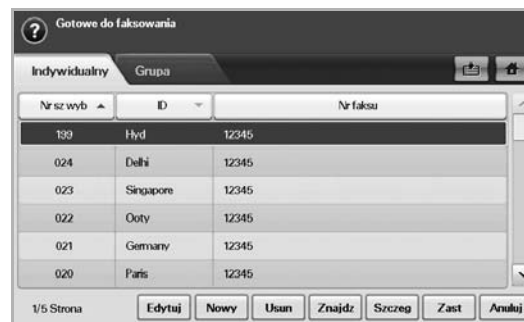 Gotowe do faksowania
Indywidualny Grupa
Nr sz wyb ID Nr faksu
199 Hyd 12345
024 Delhi 12345
023 Singapore 12345
022 Ooty 12345
021 Germany 12345
020 Paris 12345
1/5 Strona Edytuj Nowy Usun Znajdz Szczeg Zast Anuluj